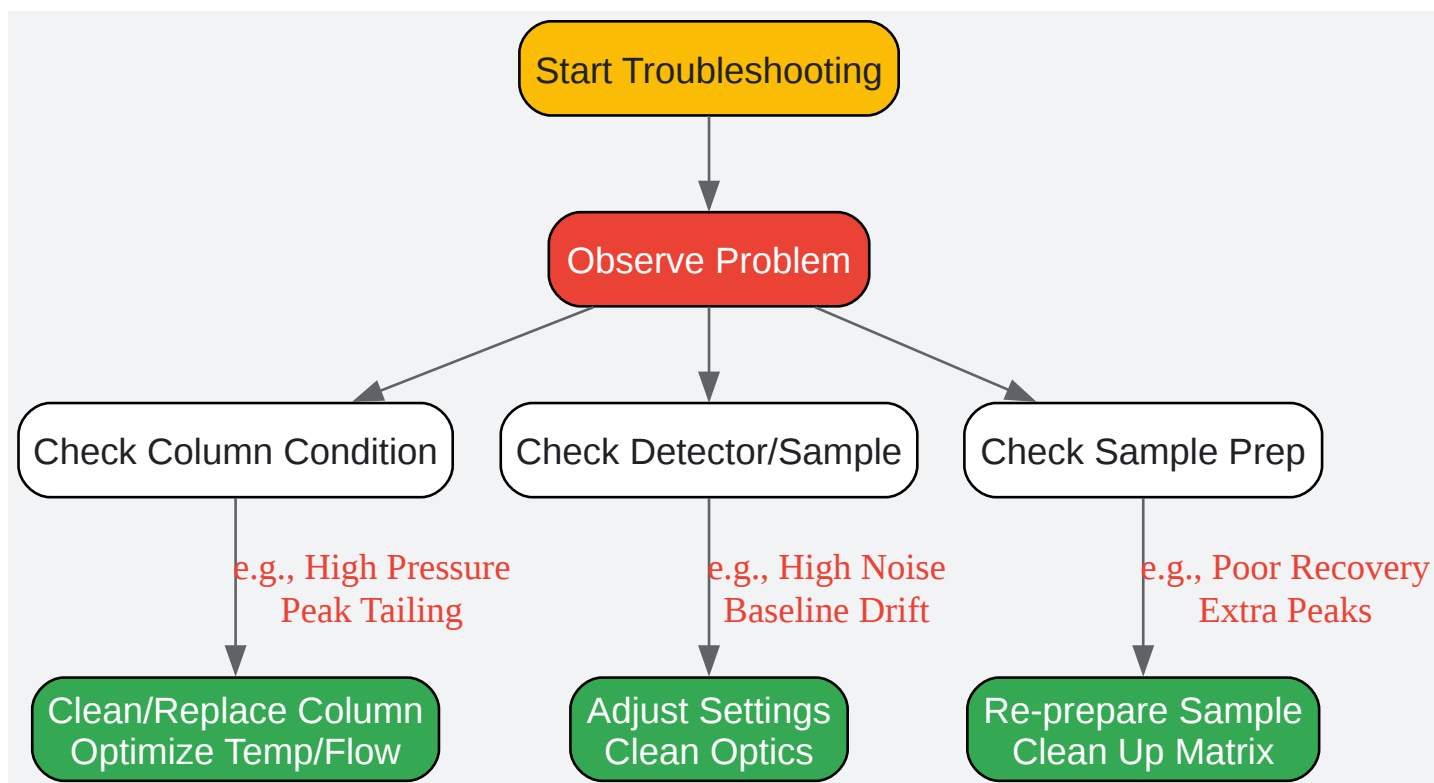 Start Troubleshooting
Observe Problem
Check Column Condition
Check Detector/Sample
Check Sample Prep
e.g., High Pressure
Peak Tailing
e.g., High Noise
Baseline Drift
e.g., Poor Recovery
Extra Peaks
Clean/Replace Column
Optimize Temp/Flow
Adjust Settings
Clean Optics
Re-prepare Sample
Clean Up Matrix